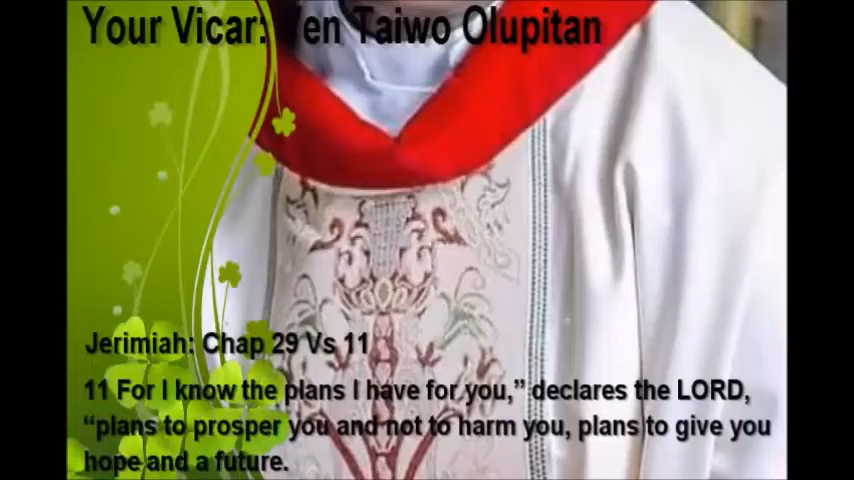 Your Vicar: Ven Taiwo Olupitan
Jerimiah: Chap 29 Vs 11
11 For I know the plans I have for you,” declares the LORD,
“plans to prosper you and not to harm you, plans to give you
hope and a future.